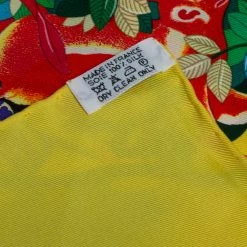 MADE IN FRANCE
SOIE 100% SILK
DRY CLEAN ONLY